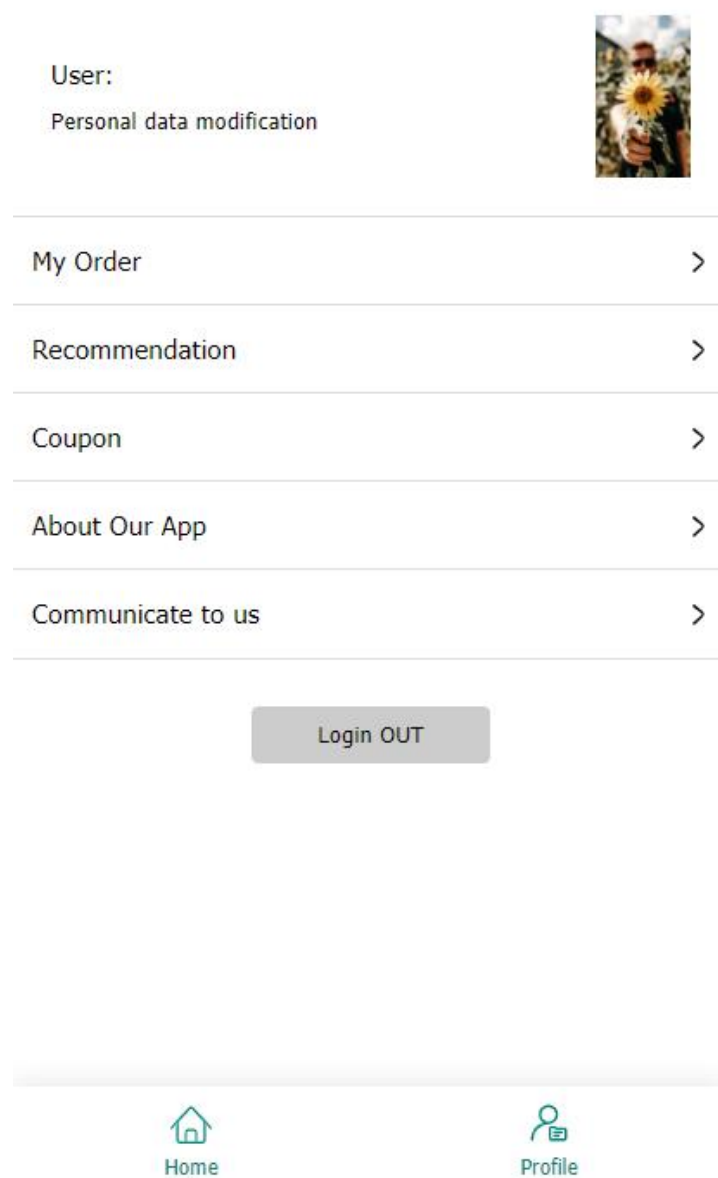 User:
Personal data modification
My Order
Recommendation
Coupon
About Our App
Communicate to us
Login OUT
Home
Profile